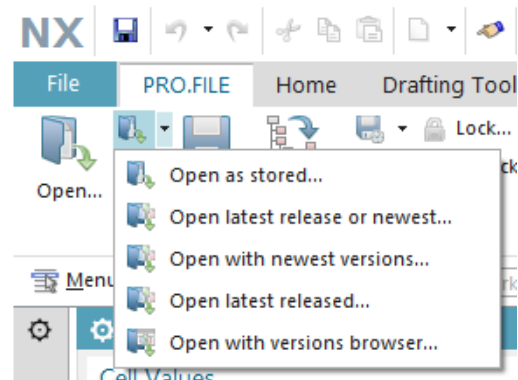 NX
File PRO.FILE Home Drafting Tool
Lock...
Open...
Open as stored...
Open latest release or newest...
Open with newest versions...
Open latest released...
Open with versions browser...
Menu
Cell Values